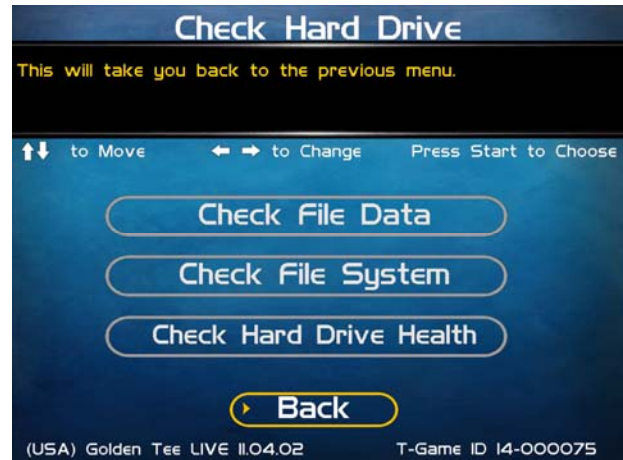 Check Hard Drive
This will take you back to the previous menu.
to Move to Change Press Start to Choose
Check File Data
Check File System
Check Hard Drive Health
Back
(USA) Golden Tee LIVE 11.04.02 T-Game ID 14-000075